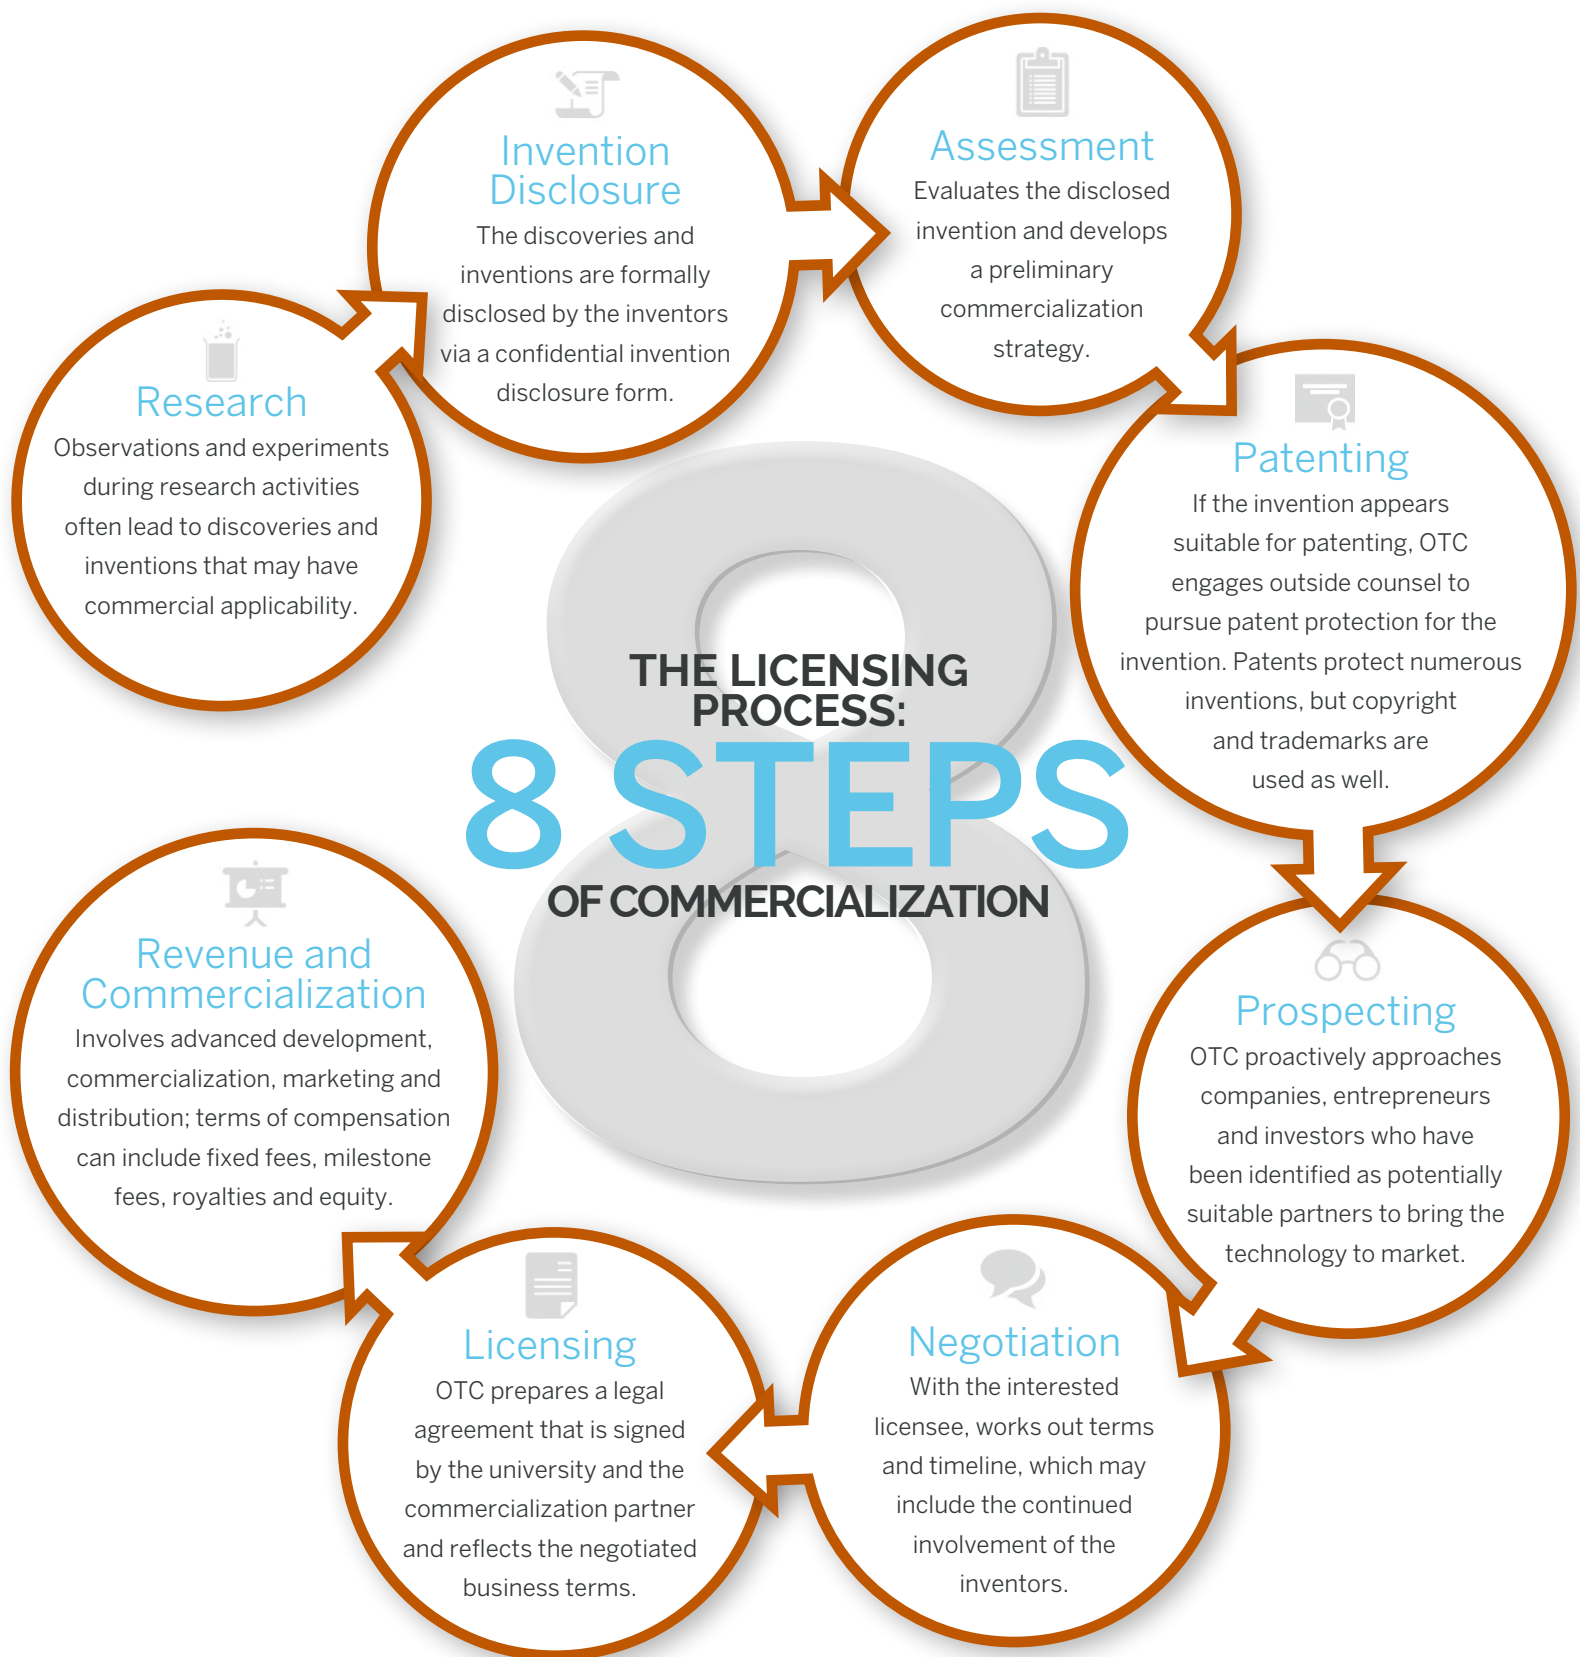 Research
Observations and experiments
during research activities
often lead to discoveries and
inventions that may have
commercial applicability.
Invention
Disclosure
The discoveries and
inventions are formally
disclosed by the inventors
via a confidential invention
disclosure form.
Assessment
Evaluates the disclosed
invention and develops
a preliminary
commercialization
strategy.
Patenting
If the invention appears
suitable for patenting, OTC
engages outside counsel to
pursue patent protection for the
invention. Patents protect numerous
inventions, but copyright
and trademarks are
used as well.
Prospecting
OTC proactively approaches
companies, entrepreneurs
and investors who have
been identified as potentially
suitable partners to bring the
technology to market.
Negotiation
With the interested
licensee, works out terms
and timeline, which may
include the continued
involvement of the
inventors.
Licensing
OTC prepares a legal
agreement that is signed
by the university and the
commercialization partner
and reflects the negotiated
business terms.
Revenue and
Commercialization
Involves advanced development,
commercialization, marketing and
distribution; terms of compensation
can include fixed fees, milestone
fees, royalties and equity.
8
THE LICENSING
PROCESS:
8 STEPS
OF COMMERCIALIZATION